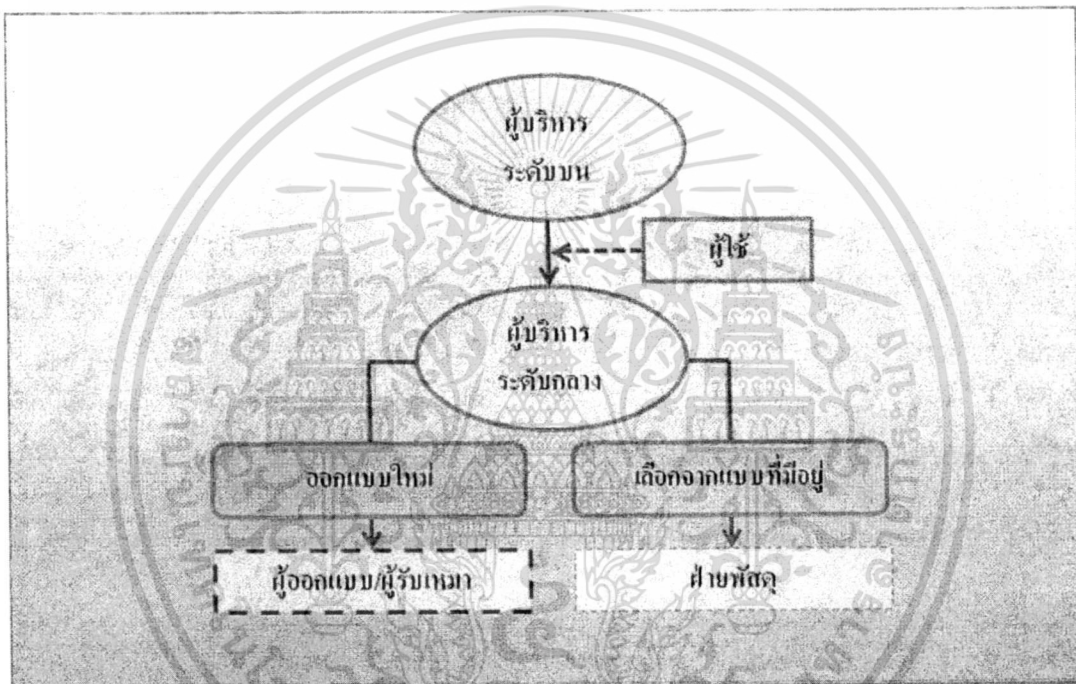 ผู้บริหาร
ระดับบน
ผู้ใช้
ผู้บริหาร
ระดับกลาง
ออกแบบใหม่
เลือกจากแบบที่มีอยู่
ผู้ออกแบบ/ผู้รับเหมา
ฝ่ายพัสดุ